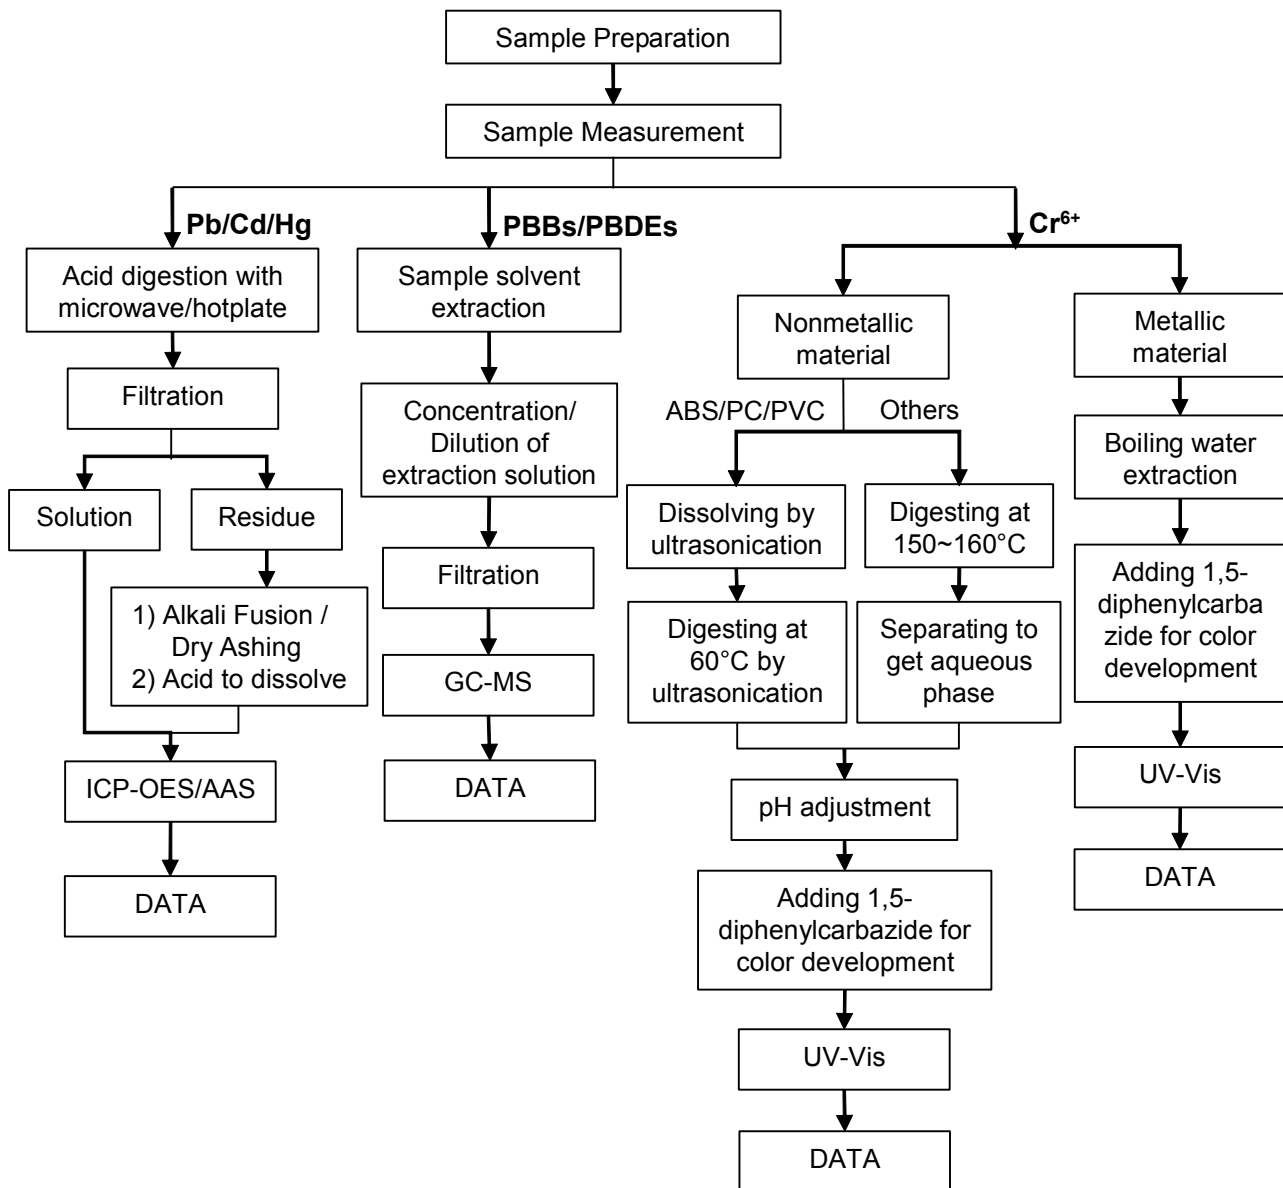 Sample Preparation
Sample Measurement
Pb/Cd/Hg
PBBs/PBDEs
Cr⁶⁺
Acid digestion with
microwave/hotplate
Filtration
Solution
Residue
1) Alkali Fusion /
Dry Ashing
2) Acid to dissolve
ICP-OES/AAS
DATA
Sample solvent
extraction
Concentration/
Dilution of
extraction solution
Filtration
GC-MS
DATA
Nonmetallic
material
ABS/PC/PVC
Others
Dissolving by
ultrasonication
Digesting at
60°C by
ultrasonication
Digesting at
150~160°C
Separating to
get aqueous
phase
pH adjustment
Adding 1,5-
diphenylcarbazide for
color development
UV-Vis
DATA
Metallic
material
Boiling water
extraction
Adding 1,5-
diphenylcarba
zide for color
development
UV-Vis
DATA